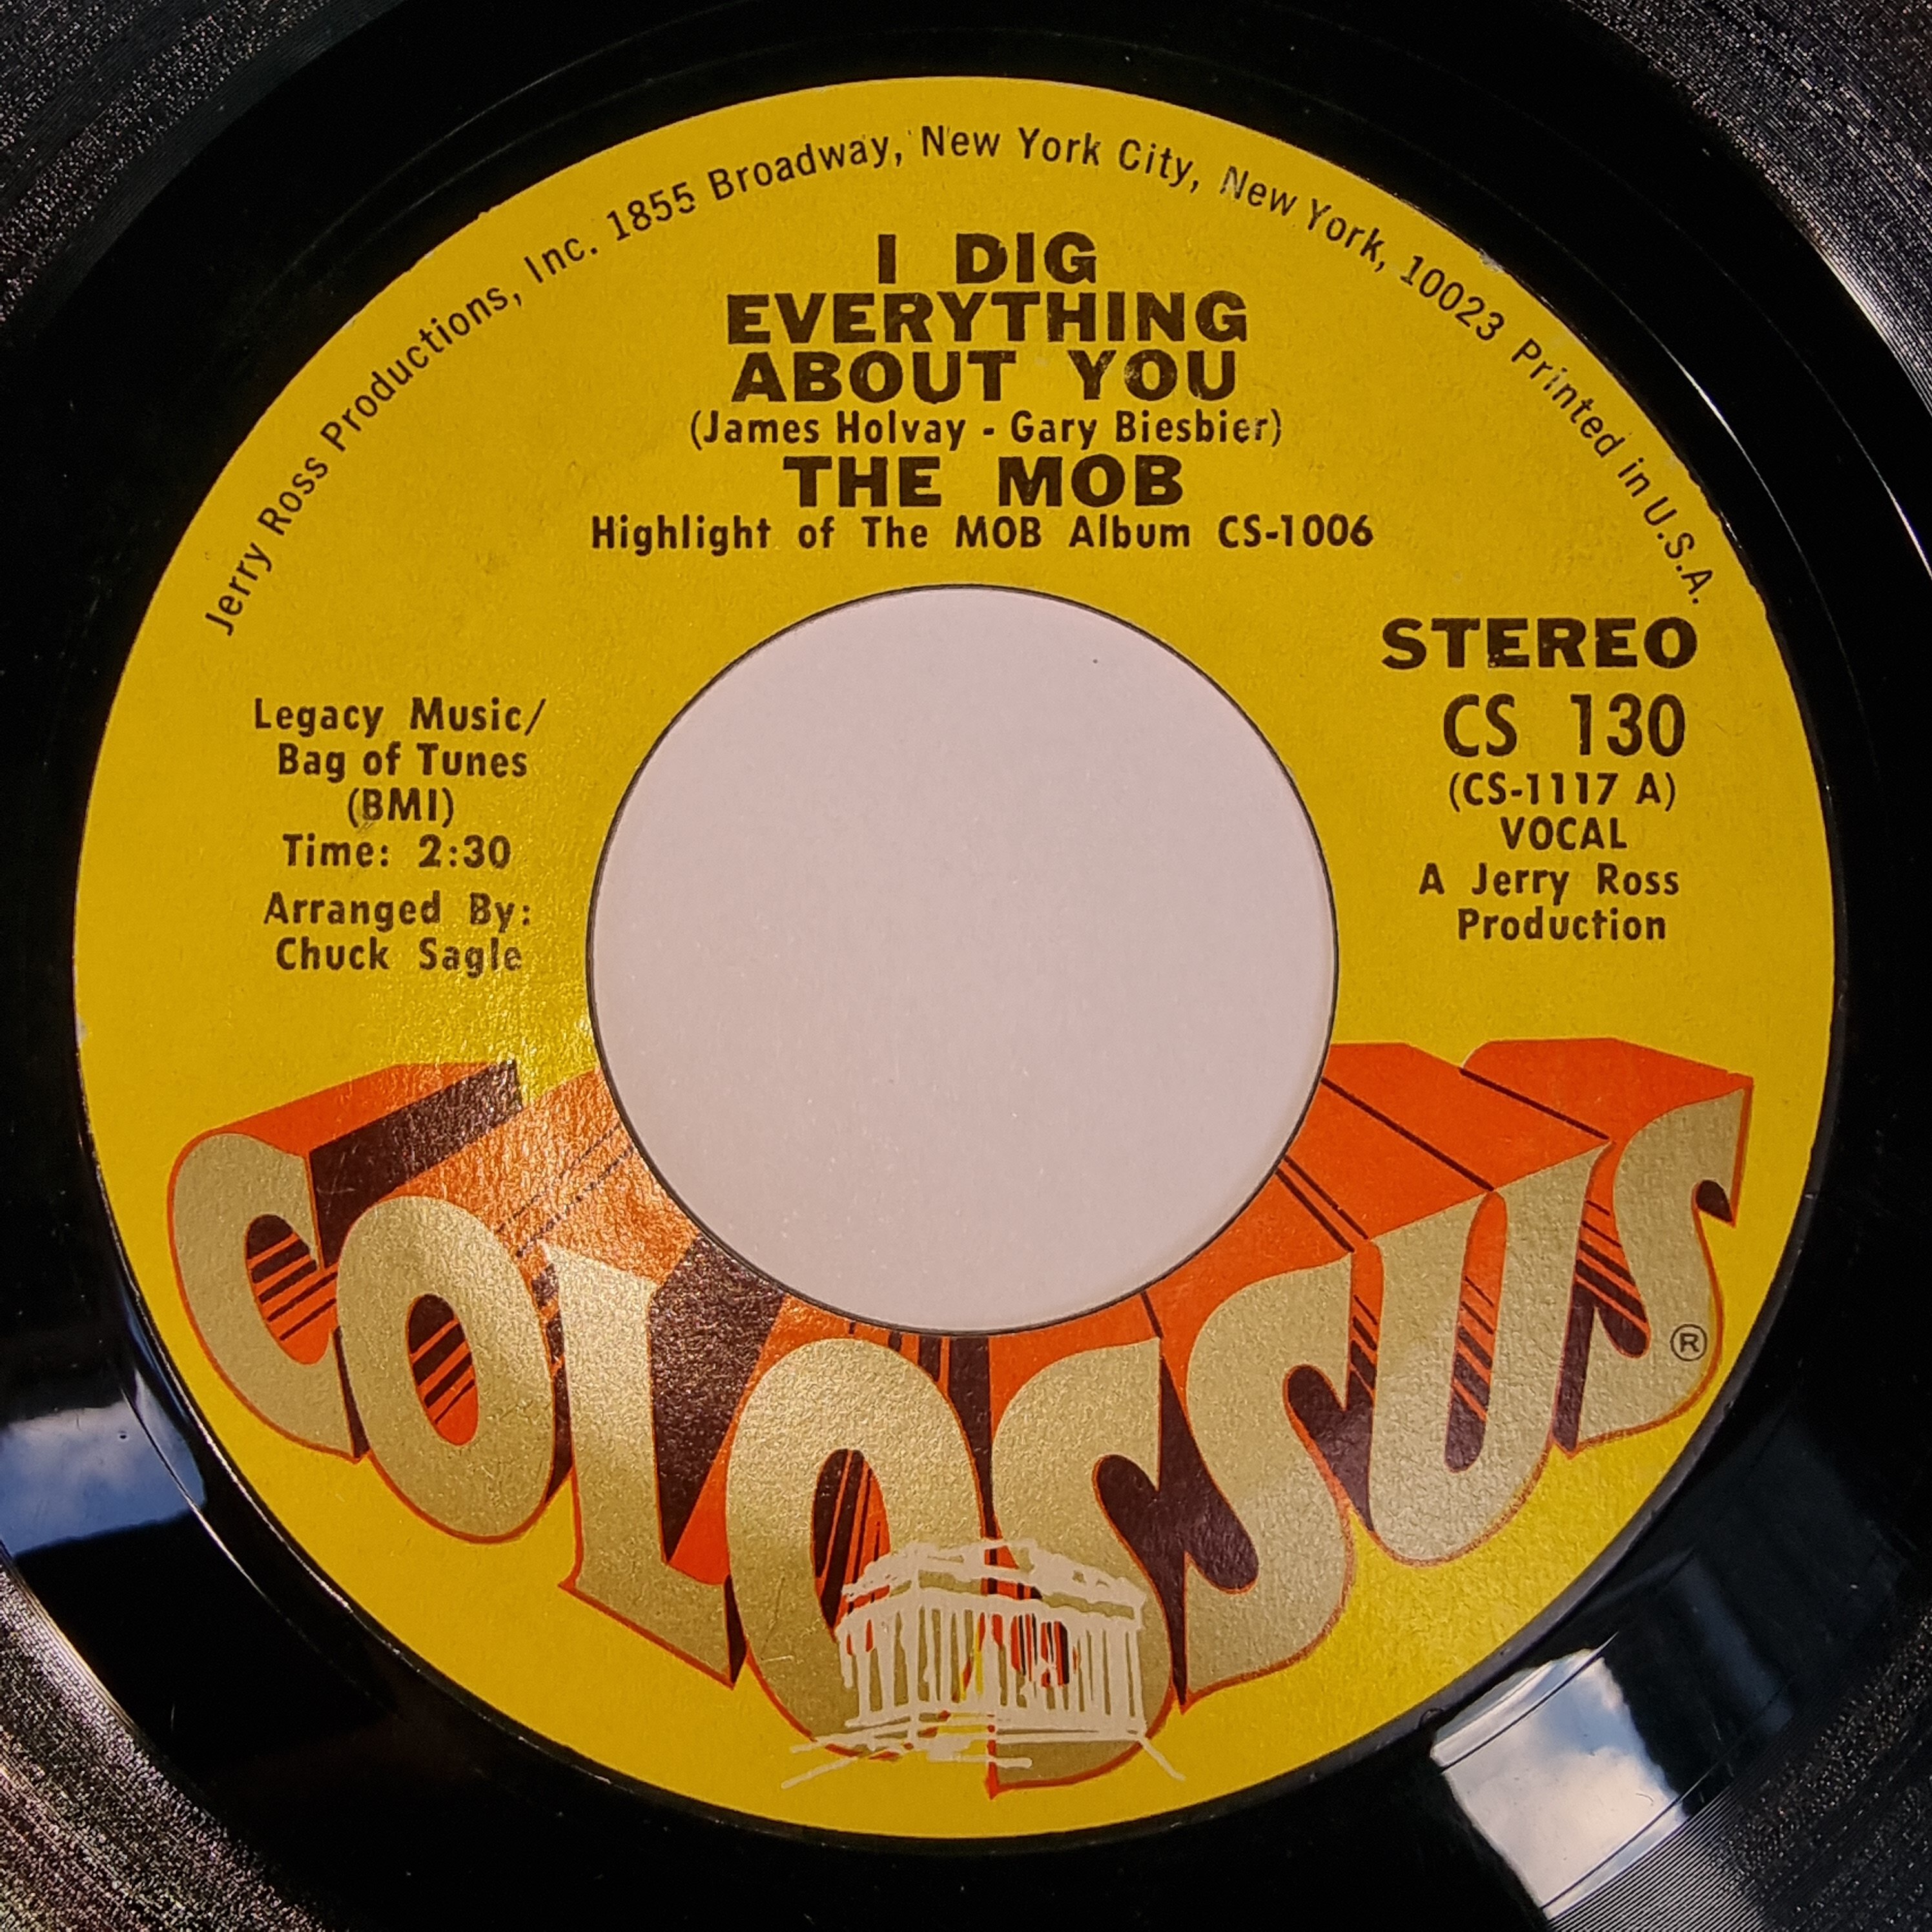 Jerry Ross Productions, Inc. 1855 Broadway, New York City, New York, 10023 Printed in U.S.A.
I DIG
EVERYTHING
ABOUT YOU
(James Holvay - Gary Biesbier)
THE MOB
Highlight of The MOB Album CS-1006
STEREO
CS 130
(CS-1117 A)
VOCAL
A Jerry Ross
Production
Legacy Music/
Bag of Tunes
(BMI)
Time: 2:30
Arranged By:
Chuck Sagle
COLOSSUS ®